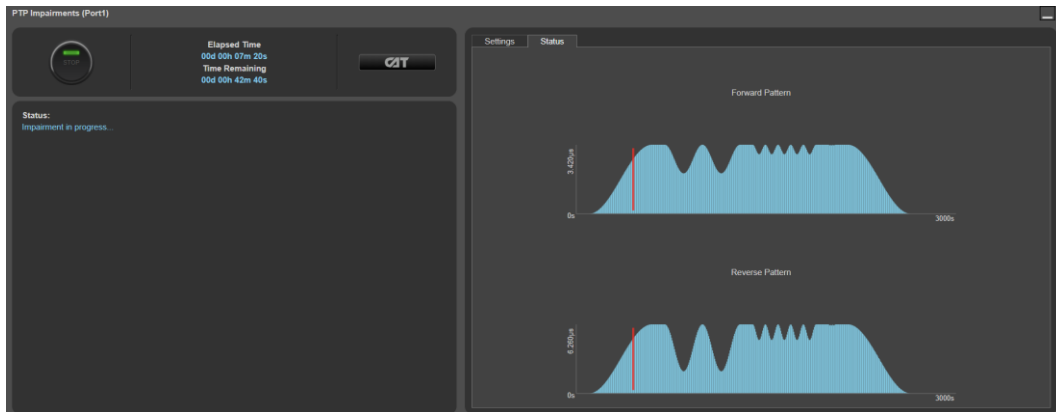 PTP Impairments (Port1)
STOP
Elapsed Time
00d 00h 07m 20s
Time Remaining
00d 00h 42m 40s
CAT
Status:
Impairment in progress...
Settings
Status
Forward Pattern
3.420µs
0s
3000s
Reverse Pattern
6.260µs
0s
3000s